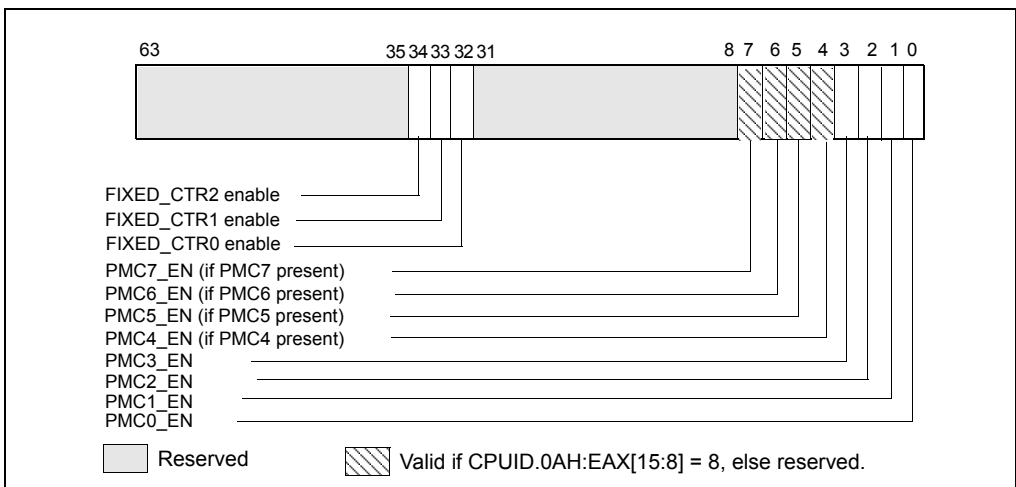 63 35 34 33 32 31 8 7 6 5 4 3 2 1 0
FIXED_CTR2 enable
FIXED_CTR1 enable
FIXED_CTR0 enable
PMC7_EN (if PMC7 present)
PMC6_EN (if PMC6 present)
PMC5_EN (if PMC5 present)
PMC4_EN (if PMC4 present)
PMC3_EN
PMC2_EN
PMC1_EN
PMC0_EN
Reserved
Valid if CPUID.0AH:EAX[15:8] = 8, else reserved.